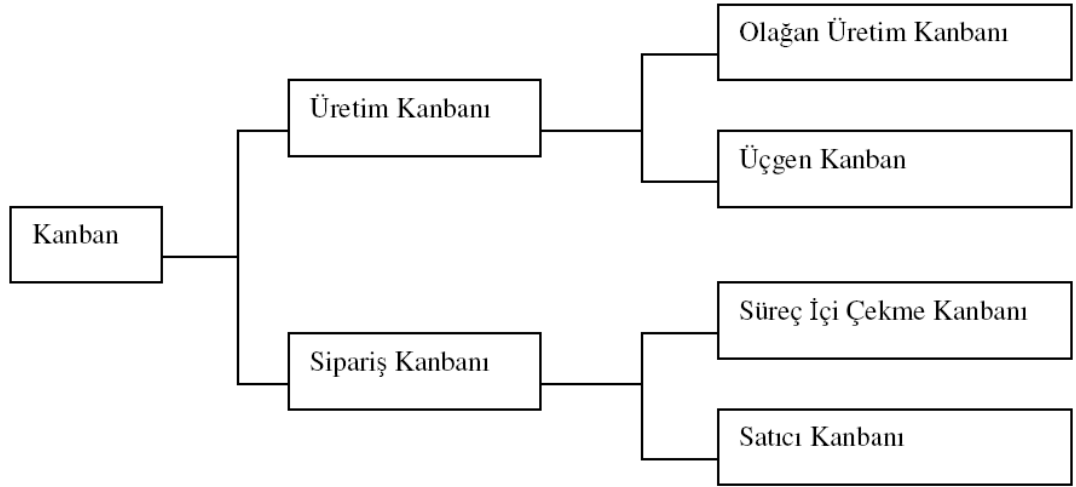 Kanban
Üretim Kanbanı
Olağan Üretim Kanbanı
Üçgen Kanban
Sipariş Kanbanı
Süreç İçi Çekme Kanbanı
Satıcı Kanbanı